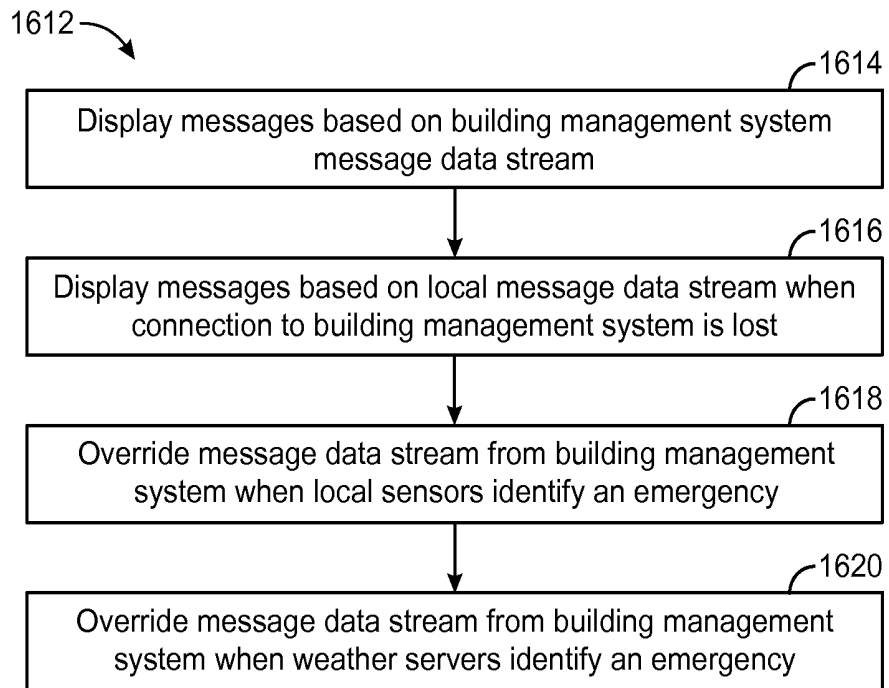 1612
1614
Display messages based on building management system
message data stream
1616
Display messages based on local message data stream when
connection to building management system is lost
1618
Override message data stream from building management
system when local sensors identify an emergency
1620
Override message data stream from building management
system when weather servers identify an emergency